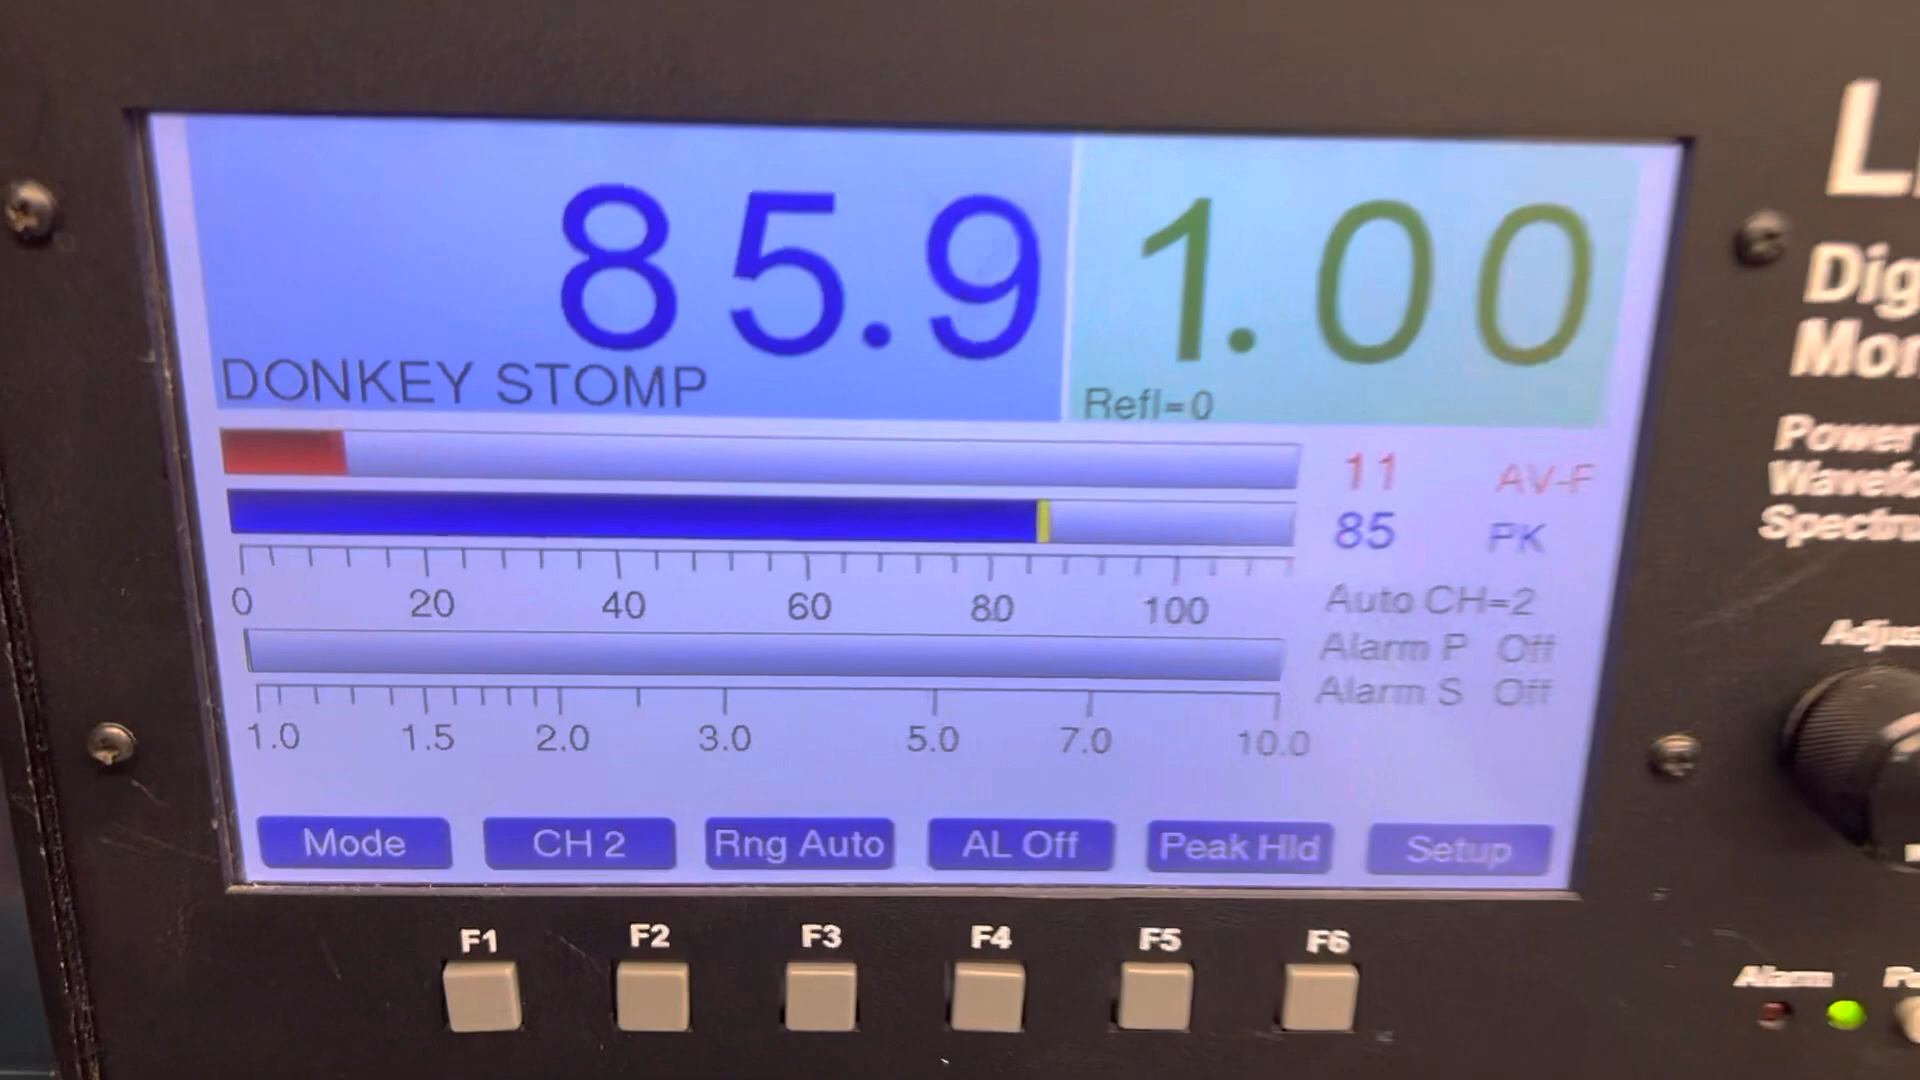 85.9 1.00
DONKEY STOMP Refl=0
11 AV-F
85 PK
0 20 40 60 80 100
Auto CH=2
Alarm P Off
Alarm S Off
1.0 1.5 2.0 3.0 5.0 7.0 10.0
Mode CH 2 Rng Auto AL Off Peak Hld Setup
F1 F2 F3 F4 F5 F6
Power
Alarm